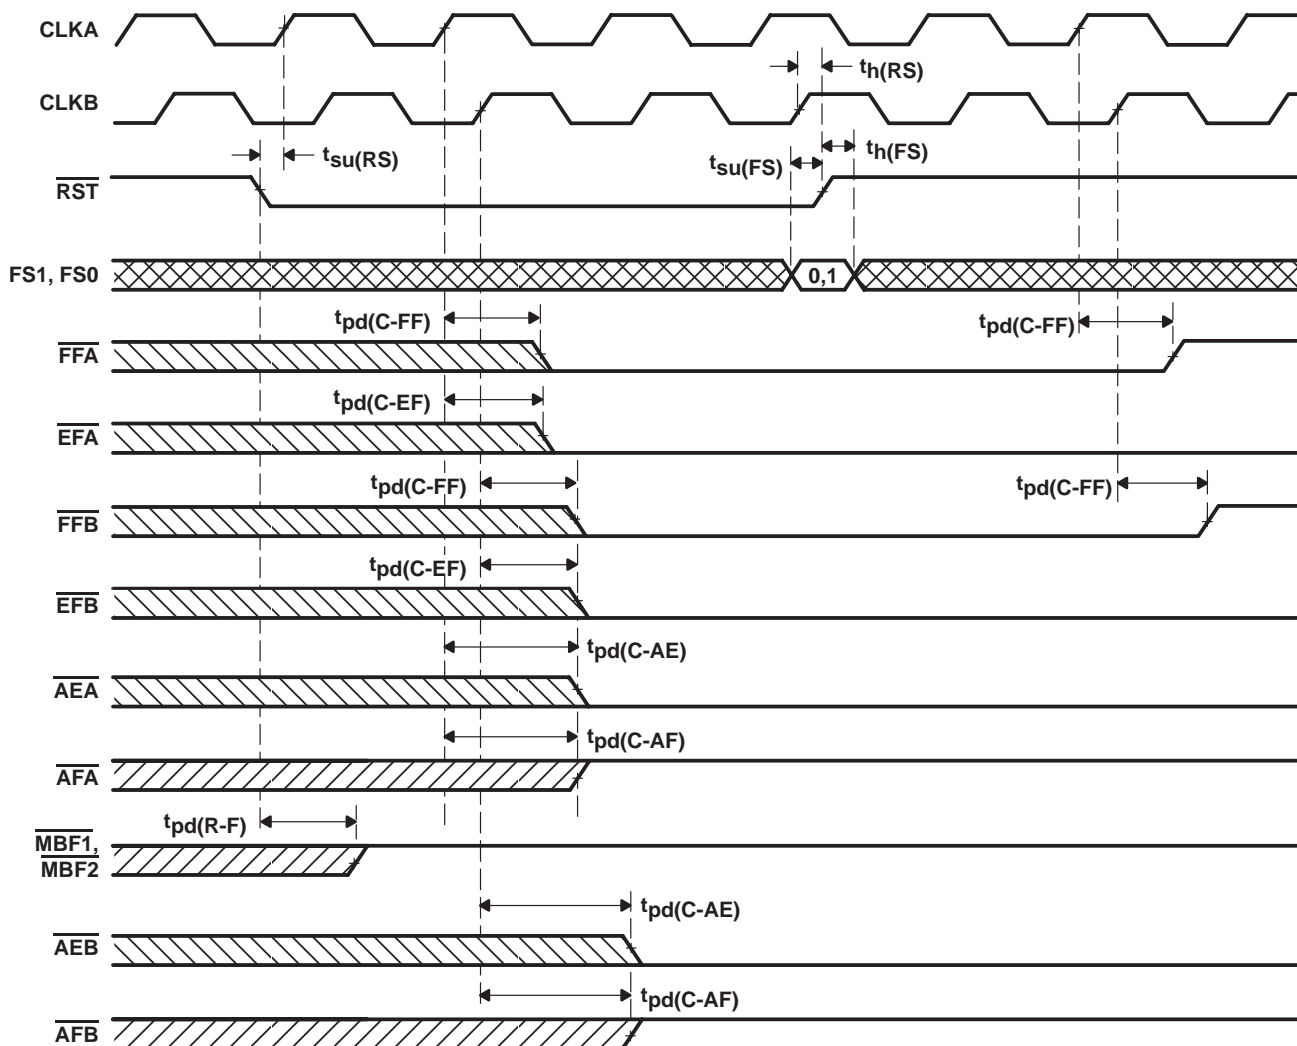 CLKA
th(RS)
CLKB
tsu(RS)
tsu(FS)
th(FS)
RST
FS1, FS0
0,1
tpd(C-FF)
tpd(C-FF)
FFA
tpd(C-EF)
EFA
tpd(C-FF)
tpd(C-FF)
FFB
tpd(C-EF)
EFB
tpd(C-AE)
AEA
tpd(C-AF)
AFA
tpd(R-F)
MBF1,
MBF2
tpd(C-AE)
AEB
tpd(C-AF)
AFB